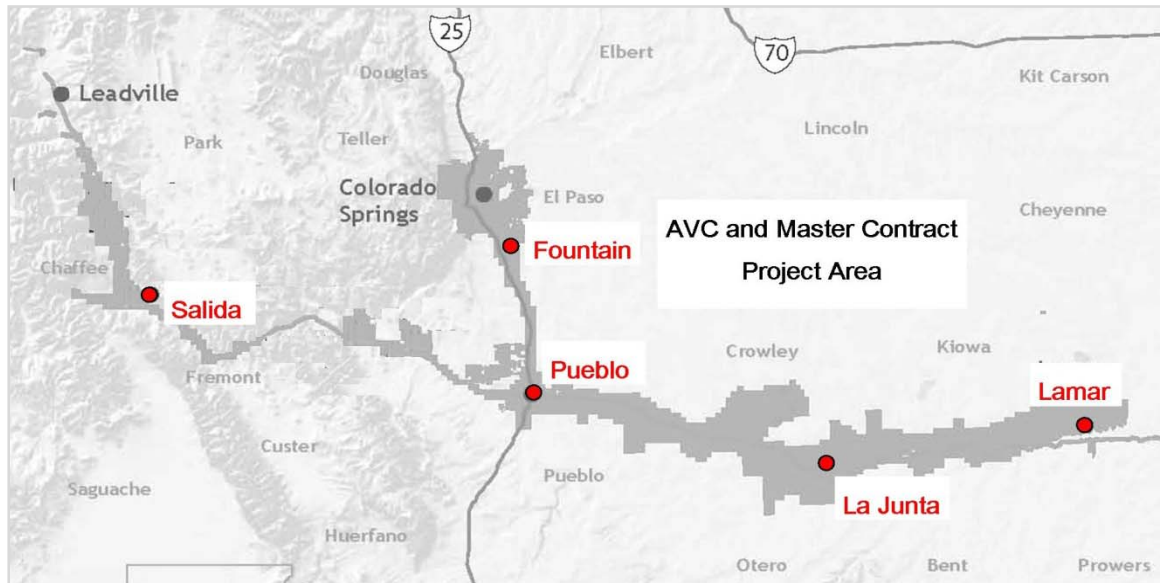 25
70
Elbert
Douglas
Kit Carson
Leadville
Lincoln
Park
Teller
Colorado
Springs
El Paso
AVC and Master Contract
Project Area
Cheyenne
Fountain
Chaffee
Salida
Crowley
Kiowa
Pueblo
Fremont
Lamar
Custer
Pueblo
Saguache
La Junta
Huerfano
Otero
Bent
Prowers